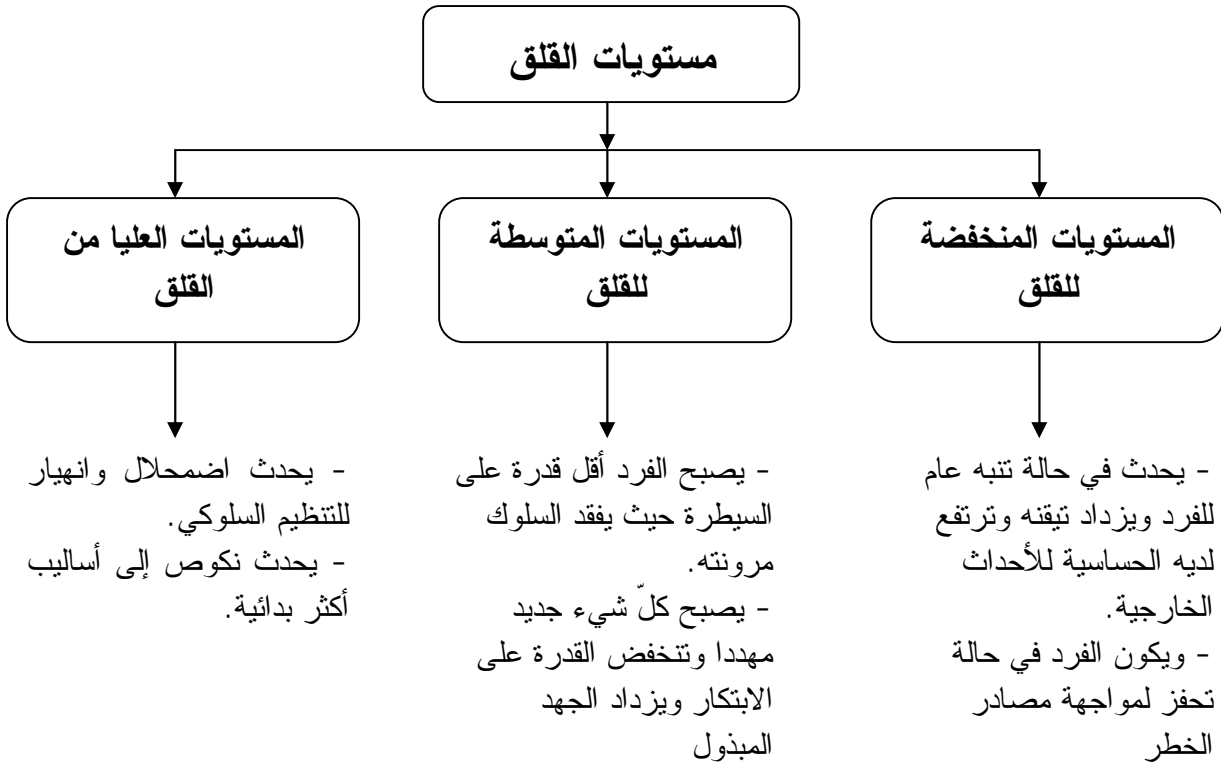 مستويات القلق
المستويات المنخفضة
للقلق
المستويات المتوسطة
للقلق
المستويات العليا من
القلق
- يحدث في حالة تنبه عام
للفرد ويزداد تيقنه وترتفع
لديه الحساسية للأحداث
الخارجية.
- ويكون الفرد في حالة
تحفز لمواجهة مصادر
الخطر
- يصبح الفرد أقل قدرة على
السيطرة حيث يفقد السلوك
مرونته.
- يصبح كلّ شيء جديد
مهددا وتنخفض القدرة على
الابتكار ويزداد الجهد
المبذول
- يحدث اضمحلال وانهيار
للتنظيم السلوكي.
- يحدث نكوص إلى أساليب
أكثر بدائية.